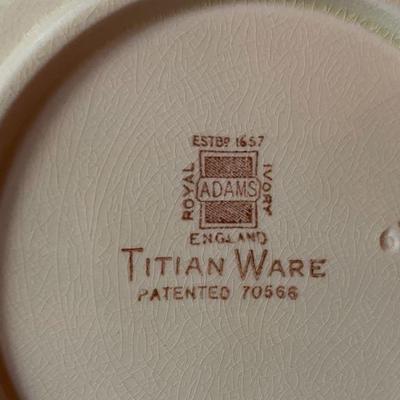 ESTBD 1657
ROYAL ADAMS IVORY
ENGLAND
TITIAN WARE
PATENTED 70566